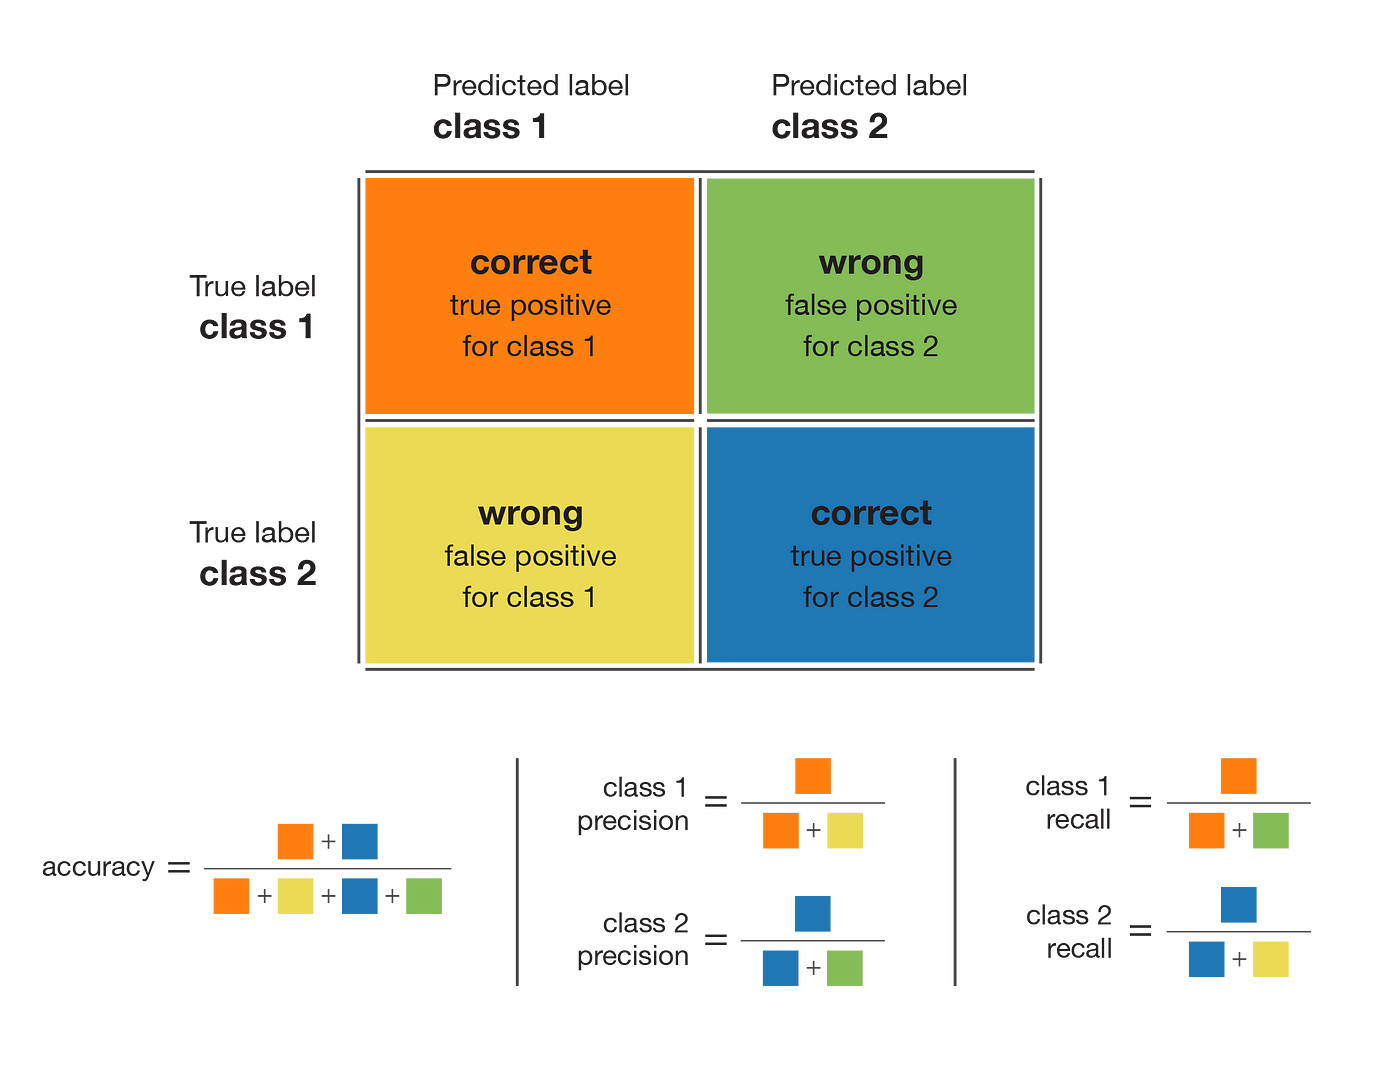 Predicted label
class 1
Predicted label
class 2
True label
class 1
correct
true positive
for class 1
wrong
false positive
for class 2
True label
class 2
wrong
false positive
for class 1
correct
true positive
for class 2
accuracy =
+
+ + +
class 1
precision =
+
class 2
precision =
+
class 1
recall =
+
class 2
recall =
+